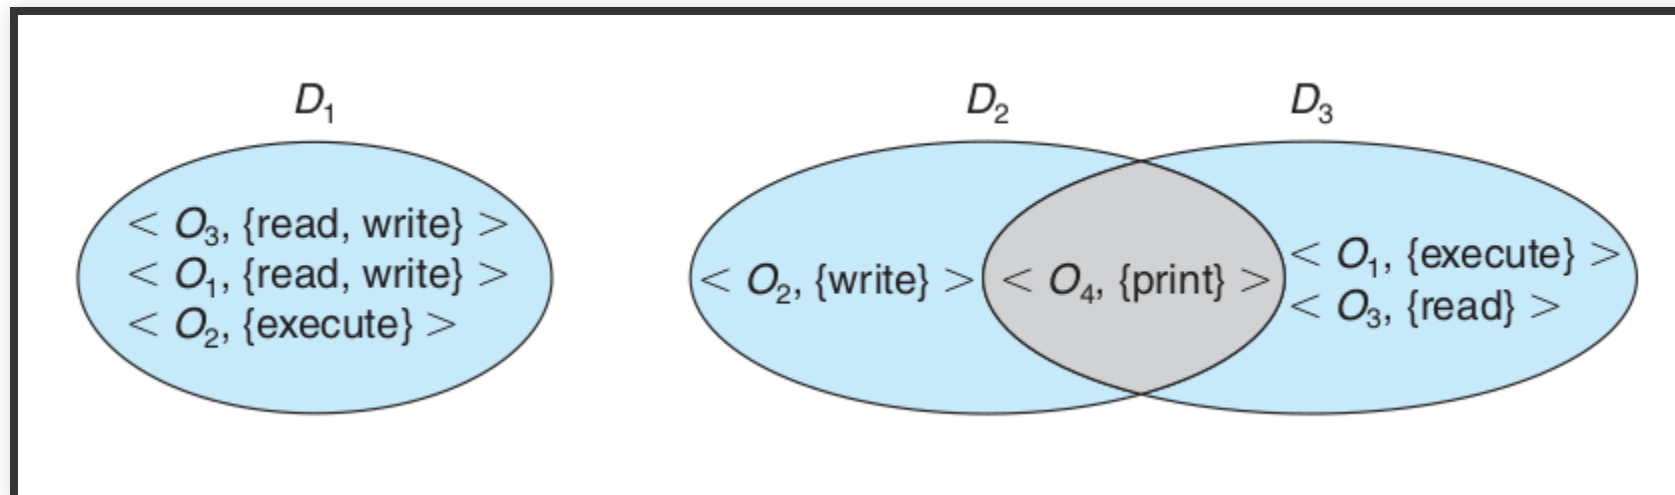 D₁
< O₃, {read, write} >
< O₁, {read, write} >
< O₂, {execute} >
D₂
D₃
< O₂, {write} >
< O₄, {print} >
< O₁, {execute} >
< O₃, {read} >